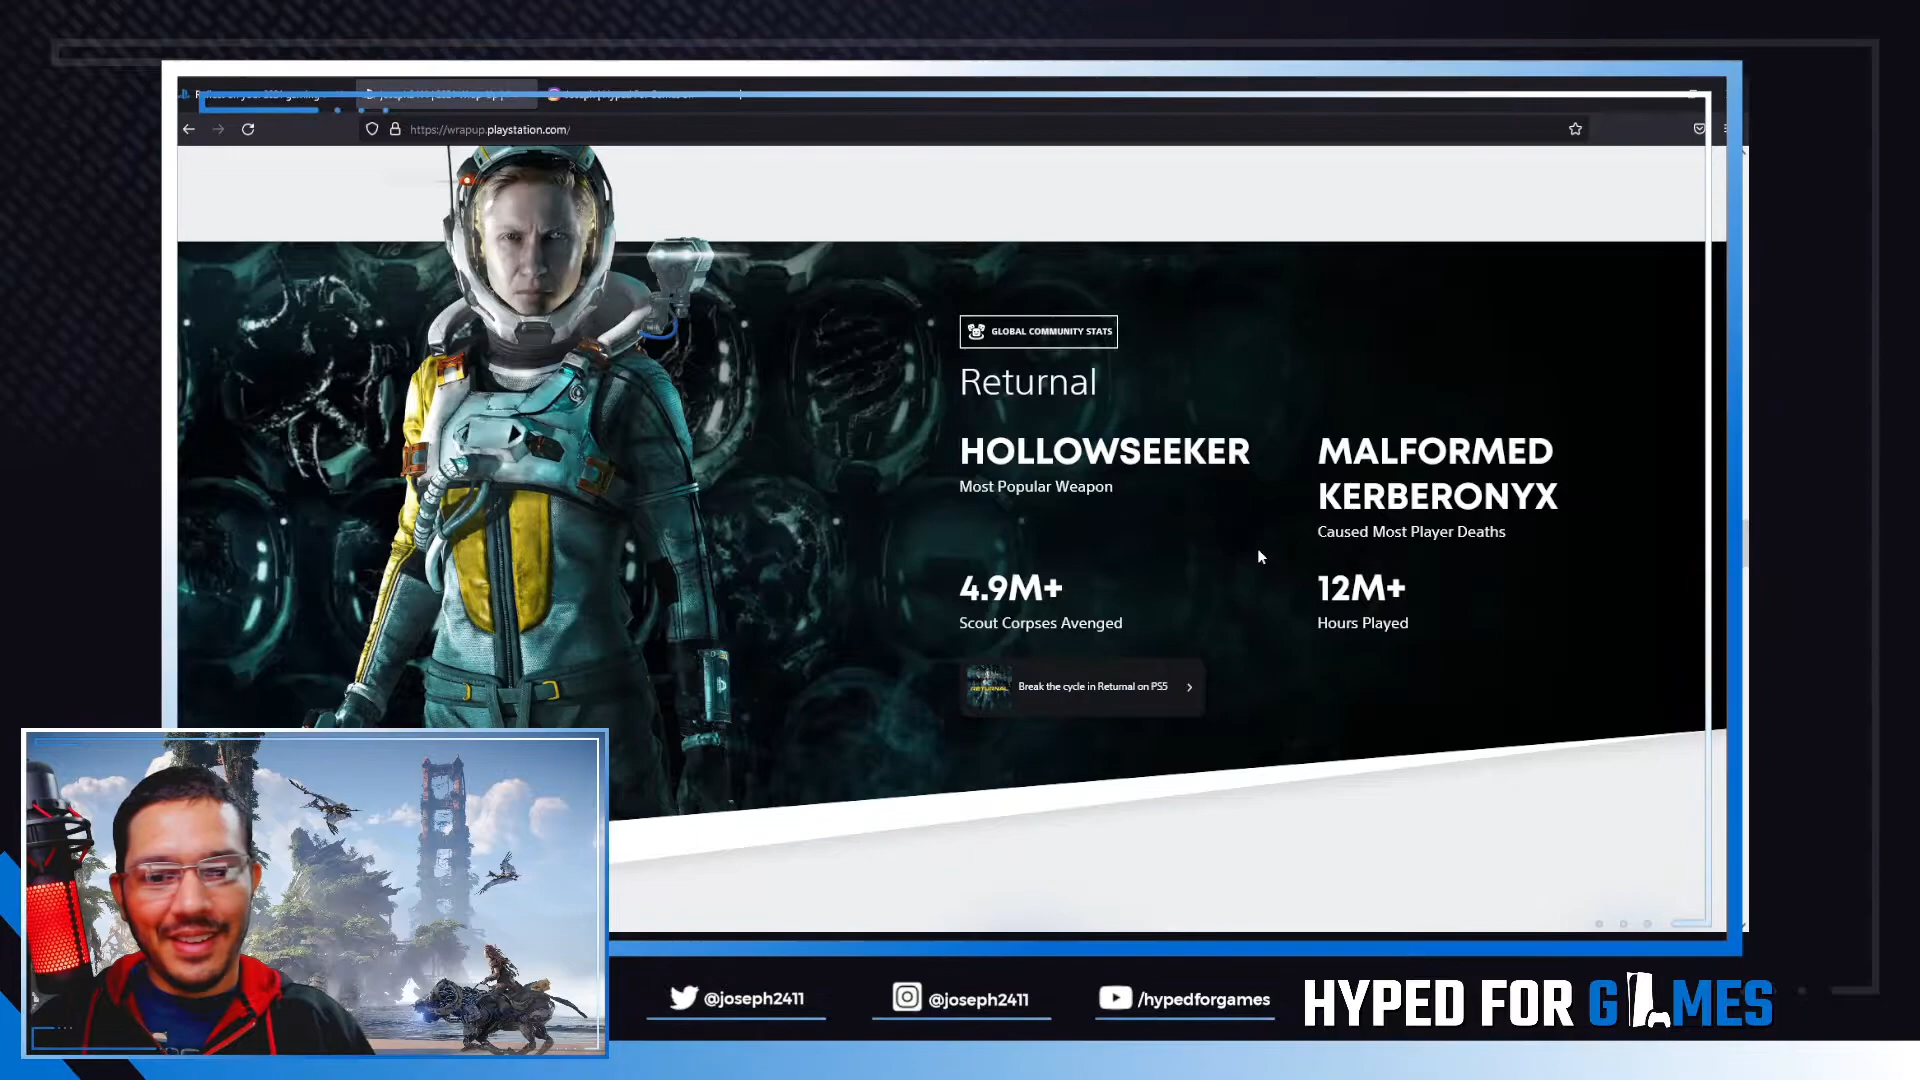 https://wrapup.playstation.com/
GLOBAL COMMUNITY STATS
Returnal
HOLLOWSEEKER
Most Popular Weapon
MALFORMED
KERBERONYX
Caused Most Player Deaths
4.9M+
Scout Corpses Avenged
12M+
Hours Played
RETURNAL
Break the cycle in Returnal on PS5
@joseph2411
@joseph2411
/hypedforgames
HYPED FOR GAMES